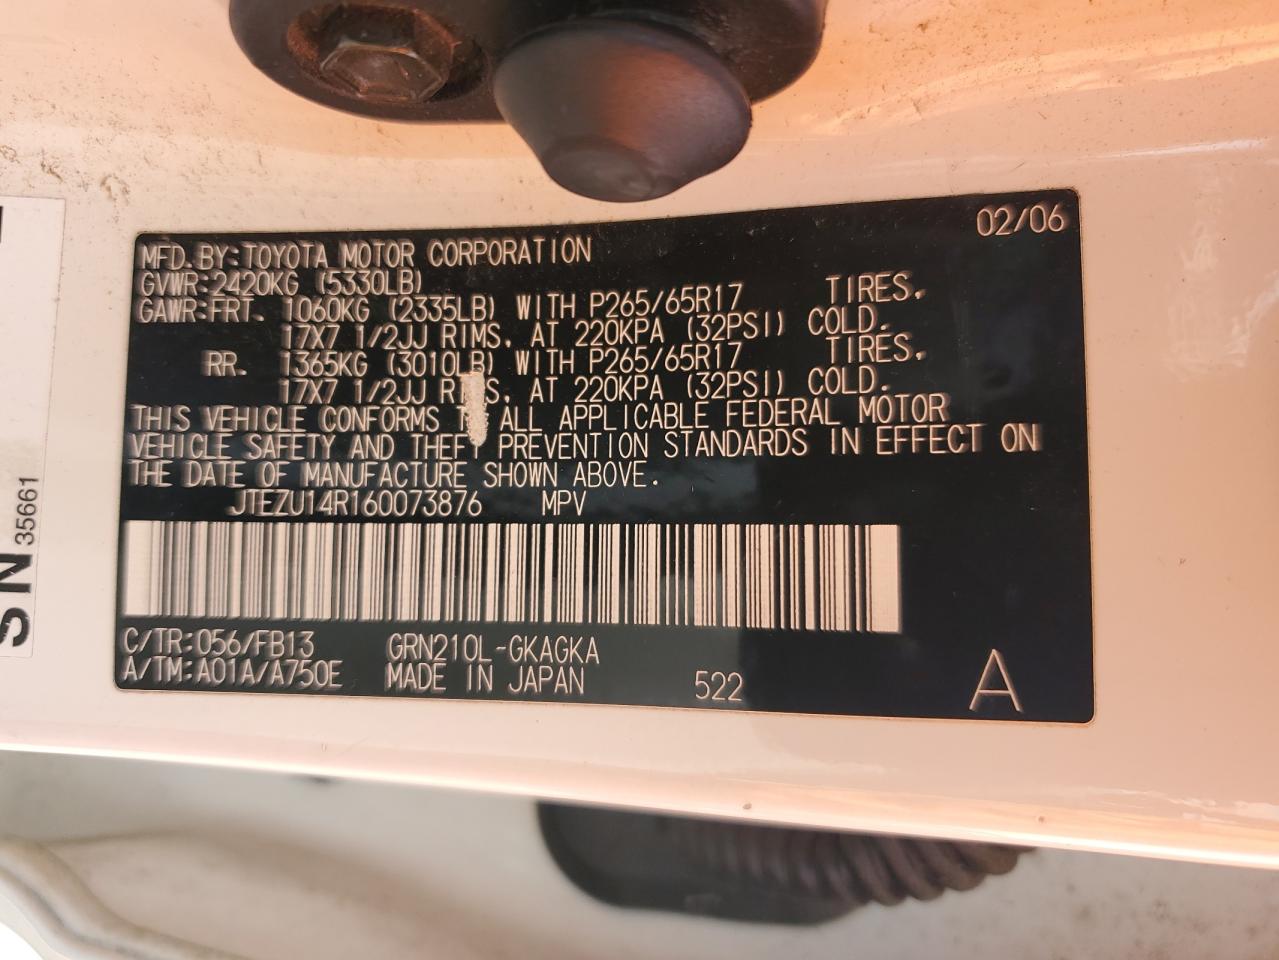 02/06
MFD.BY:TOYOTA MOTOR CORPORATION
GVWR:2420KG (5330LB)
GAWR:FRT. 1060KG (2335LB) WITH P265/65R17 TIRES,
17X7 1/2JJ RIMS, AT 220KPA (32PSI) COLD.
RR. 1365KG (3010LB) WITH P265/65R17 TIRES,
17X7 1/2JJ RIMS, AT 220KPA (32PSI) COLD.
THIS VEHICLE CONFORMS TO ALL APPLICABLE FEDERAL MOTOR
VEHICLE SAFETY AND THEFT PREVENTION STANDARDS IN EFFECT ON
THE DATE OF MANUFACTURE SHOWN ABOVE.
JTEZU14R160073876 MPV
C/TR:056/FB13 GRN210L-GKAGKA
A/TM:A01A/A750E MADE IN JAPAN 522 A
SN 35661